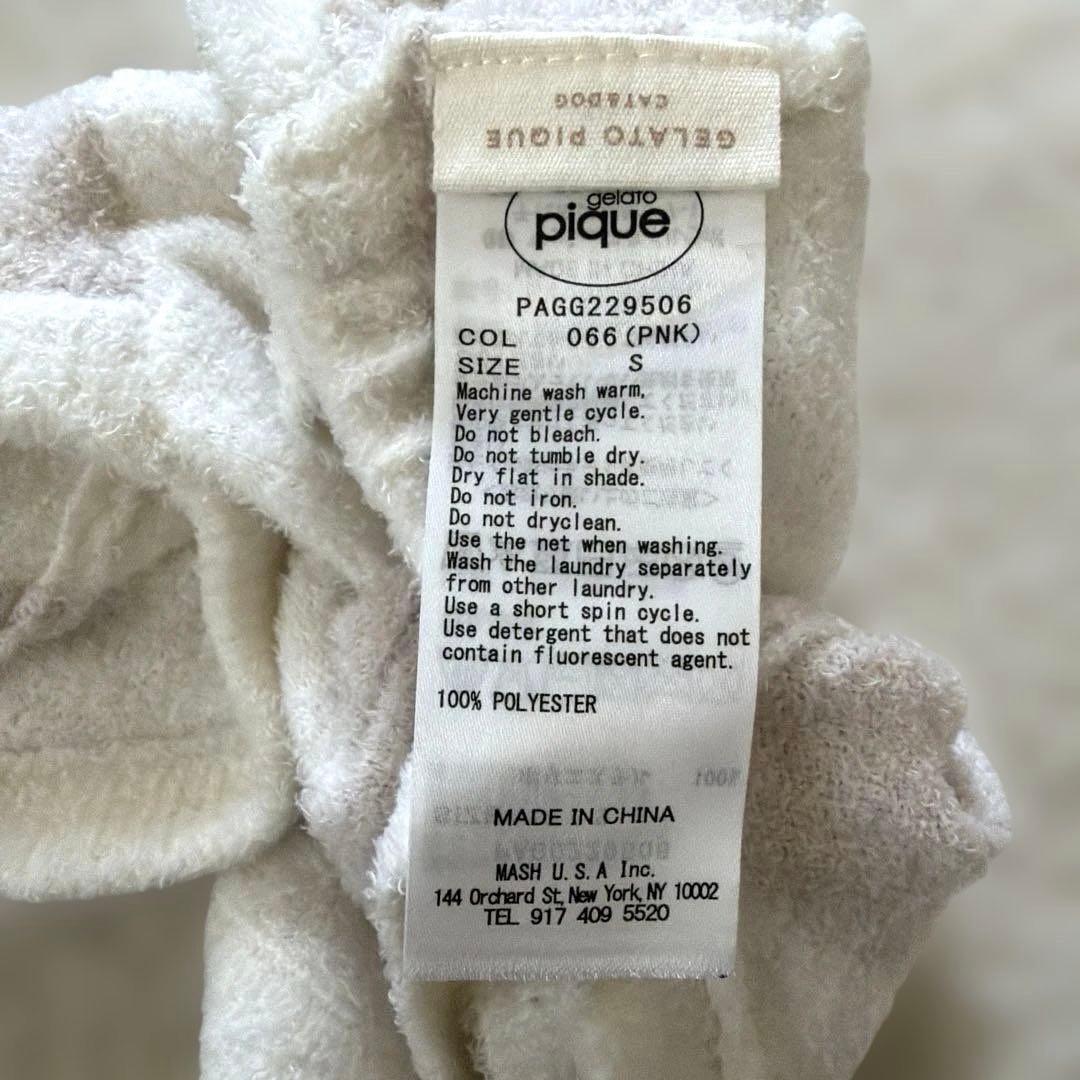 GELATO PIQUE
CAT&DOG
gelato
pique
PAGG229506
COL 066 (PNK)
SIZE S
Machine wash warm.
Very gentle cycle.
Do not bleach.
Do not tumble dry.
Dry flat in shade.
Do not iron.
Do not dryclean.
Use the net when washing.
Wash the laundry separately
from other laundry.
Use a short spin cycle.
Use detergent that does not
contain fluorescent agent.
100% POLYESTER
MADE IN CHINA
MASH U.S.A Inc.
144 Orchard St, New York, NY 10002
TEL 917 409 5520